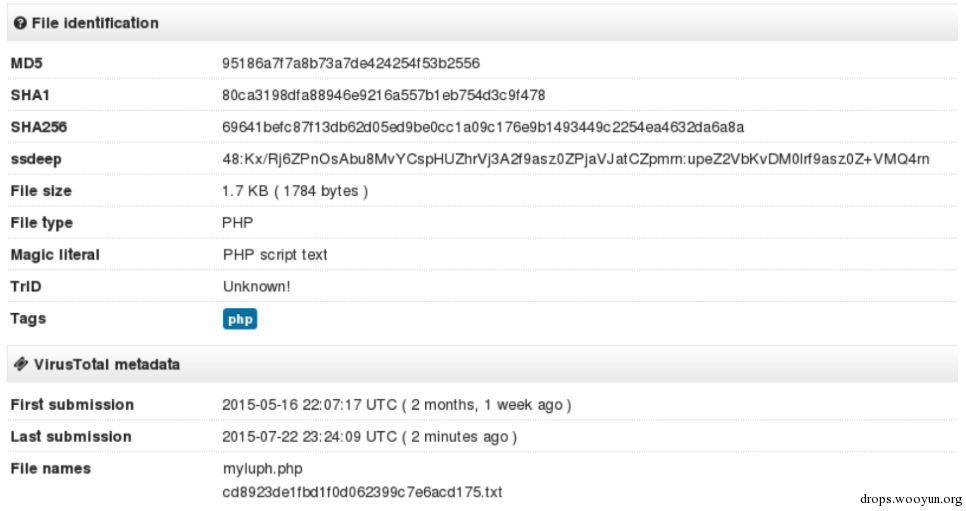 File identification
MD5 95186a7f7a8b73a7de424254f53b2556
SHA1 80ca3198dfa88946e9216a557b1eb754d3c9f478
SHA256 69641befc87f13db62d05ed9be0cc1a09c176e9b1493449c2254ea4632da6a8a
ssdeep 48:Kx/Rj6ZPnOsAbu8MvYCspHUZhrVj3A2f9asz0ZPjaVJatCZpmrn:upeZ2VbKvDM0lrf9asz0Z+VMQ4rn
File size 1.7 KB ( 1784 bytes )
File type PHP
Magic literal PHP script text
TrID Unknown!
Tags php
VirusTotal metadata
First submission 2015-05-16 22:07:17 UTC ( 2 months, 1 week ago )
Last submission 2015-07-22 23:24:09 UTC ( 2 minutes ago )
File names myluph.php
cd8923de1fbd1f0d062399c7e6acd175.txt
drops.wooyun.org